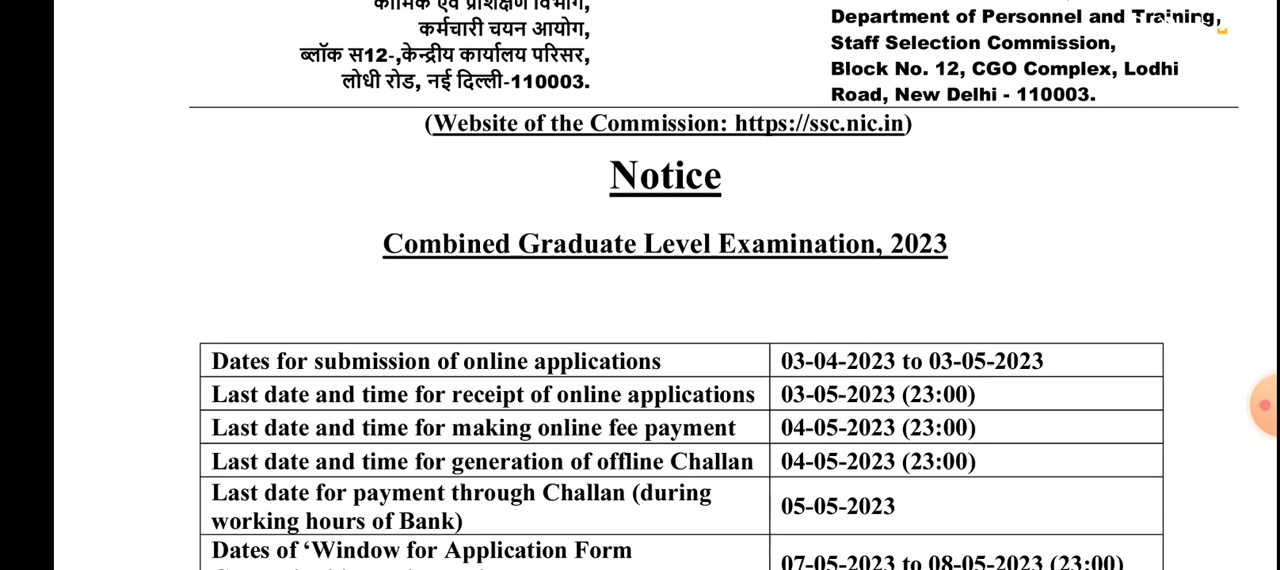 कार्मिक एवं प्रशिक्षण विभाग,
कर्मचारी चयन आयोग,
ब्लॉक स12-,केन्द्रीय कार्यालय परिसर,
लोधी रोड, नई दिल्ली-110003.
Department of Personnel and Training,
Staff Selection Commission,
Block No. 12, CGO Complex, Lodhi
Road, New Delhi - 110003.
(Website of the Commission: https://ssc.nic.in)
Notice
Combined Graduate Level Examination, 2023
Dates for submission of online applications 03-04-2023 to 03-05-2023
Last date and time for receipt of online applications 03-05-2023 (23:00)
Last date and time for making online fee payment 04-05-2023 (23:00)
Last date and time for generation of offline Challan 04-05-2023 (23:00)
Last date for payment through Challan (during
working hours of Bank) 05-05-2023
Dates of ‘Window for Application Form
07-05-2023 to 08-05-2023 (23:00)